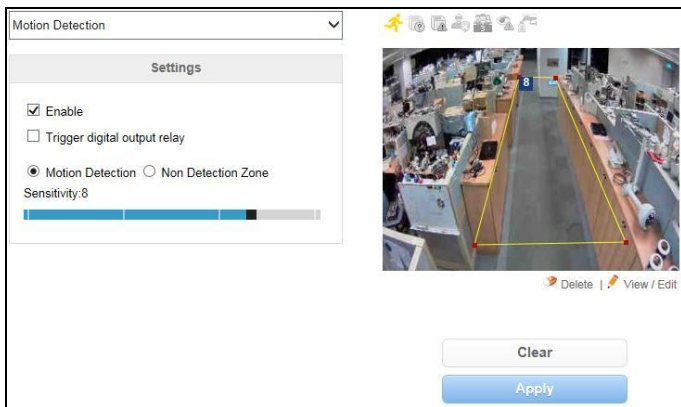 Motion Detection
Settings
Enable
Trigger digital output relay
Motion Detection Non Detection Zone
Sensitivity:8
8
Delete | View / Edit
Clear
Apply